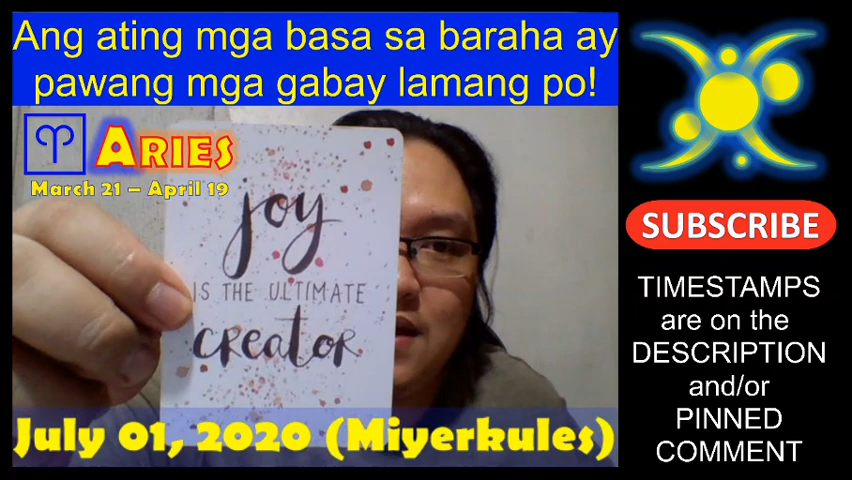 Ang ating mga basa sa baraha ay
pawang mga gabay lamang po!
ARIES
March 21 – April 19
joy
IS THE ULTIMATE
creator
July 01, 2020 (Miyerkules)
SUBSCRIBE
TIMESTAMPS
are on the
DESCRIPTION
and/or
PINNED
COMMENT